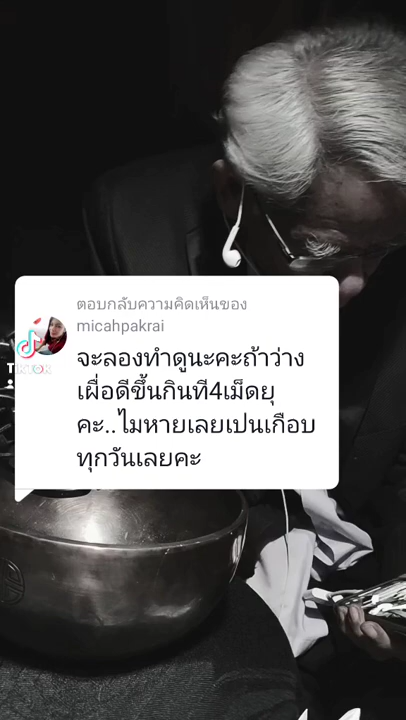 ตอบกลับความคิดเห็นของ
micahpakrai
จะลองทำดูนะคะถ้าว่าง
เผื่อดีขึ้นกินที4เม็ดยุ
คะ..ไมหายเลยเปนเกือบ
ทุกวันเลยคะ
TikTok